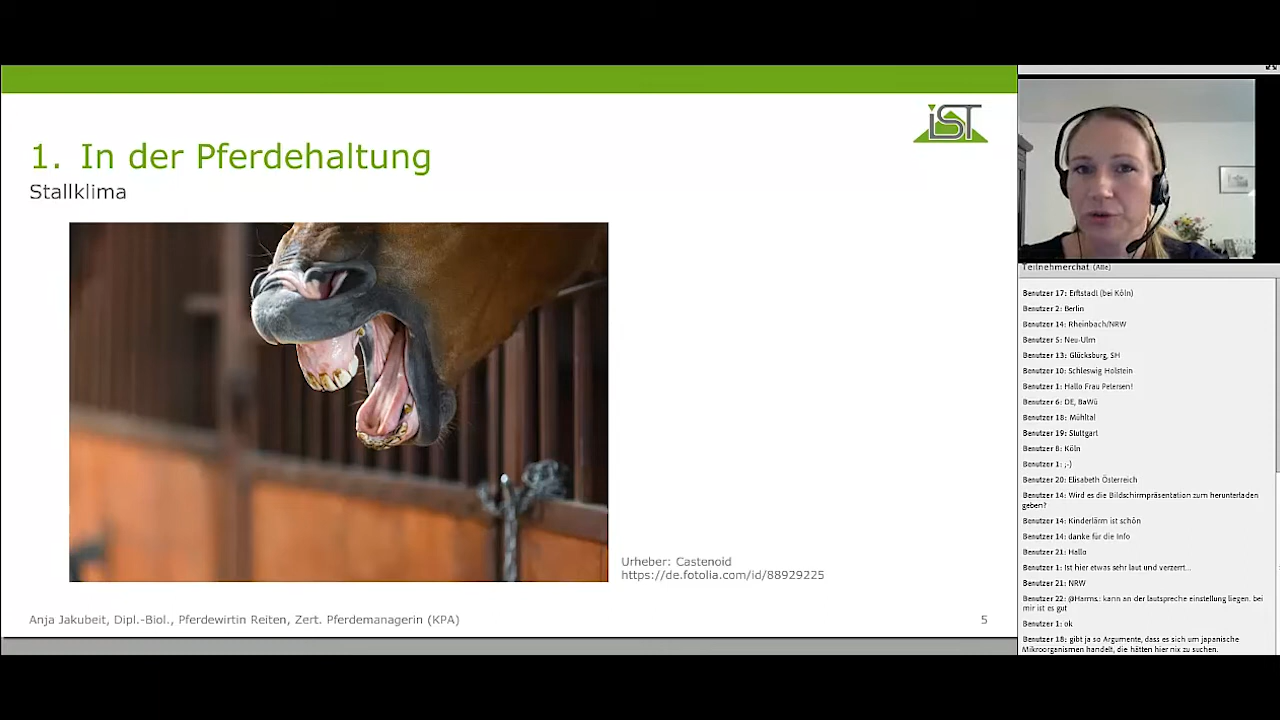 iST
1. In der Pferdehaltung
Stallklima
Urheber: Castenoid
https://de.fotolia.com/id/88929225
Anja Jakubeit, Dipl.-Biol., Pferdewirtin Reiten, Zert. Pferdemanagerin (KPA)
5
Teilnehmerchat (Alle)
Benutzer 17: Erftstadt (bei Köln)
Benutzer 2: Berlin
Benutzer 14: Rheinbach/NRW
Benutzer 5: Neu-Ulm
Benutzer 13: Glücksburg, SH
Benutzer 10: Schleswig Holstein
Benutzer 1: Hallo Frau Petersen!
Benutzer 6: DE, BaWü
Benutzer 18: Mühltal
Benutzer 19: Stuttgart
Benutzer 8: Köln
Benutzer 1: ;-)
Benutzer 20: Elisabeth Österreich
Benutzer 14: Wird es die Bildschirmpräsentation zum herunterladen
geben?
Benutzer 14: Kinderlärm ist schön
Benutzer 14: danke für die Info
Benutzer 21: Hallo
Benutzer 1: Ist hier etwas sehr laut und verzerrt...
Benutzer 21: NRW
Benutzer 22: @Harms.: kann an der lautspreche einstellung liegen. bei
mir ist es gut
Benutzer 1: ok
Benutzer 18: gibt ja so Argumente, dass es sich um japanische
Mikroorganismen handelt, die hätten hier nix zu suchen.